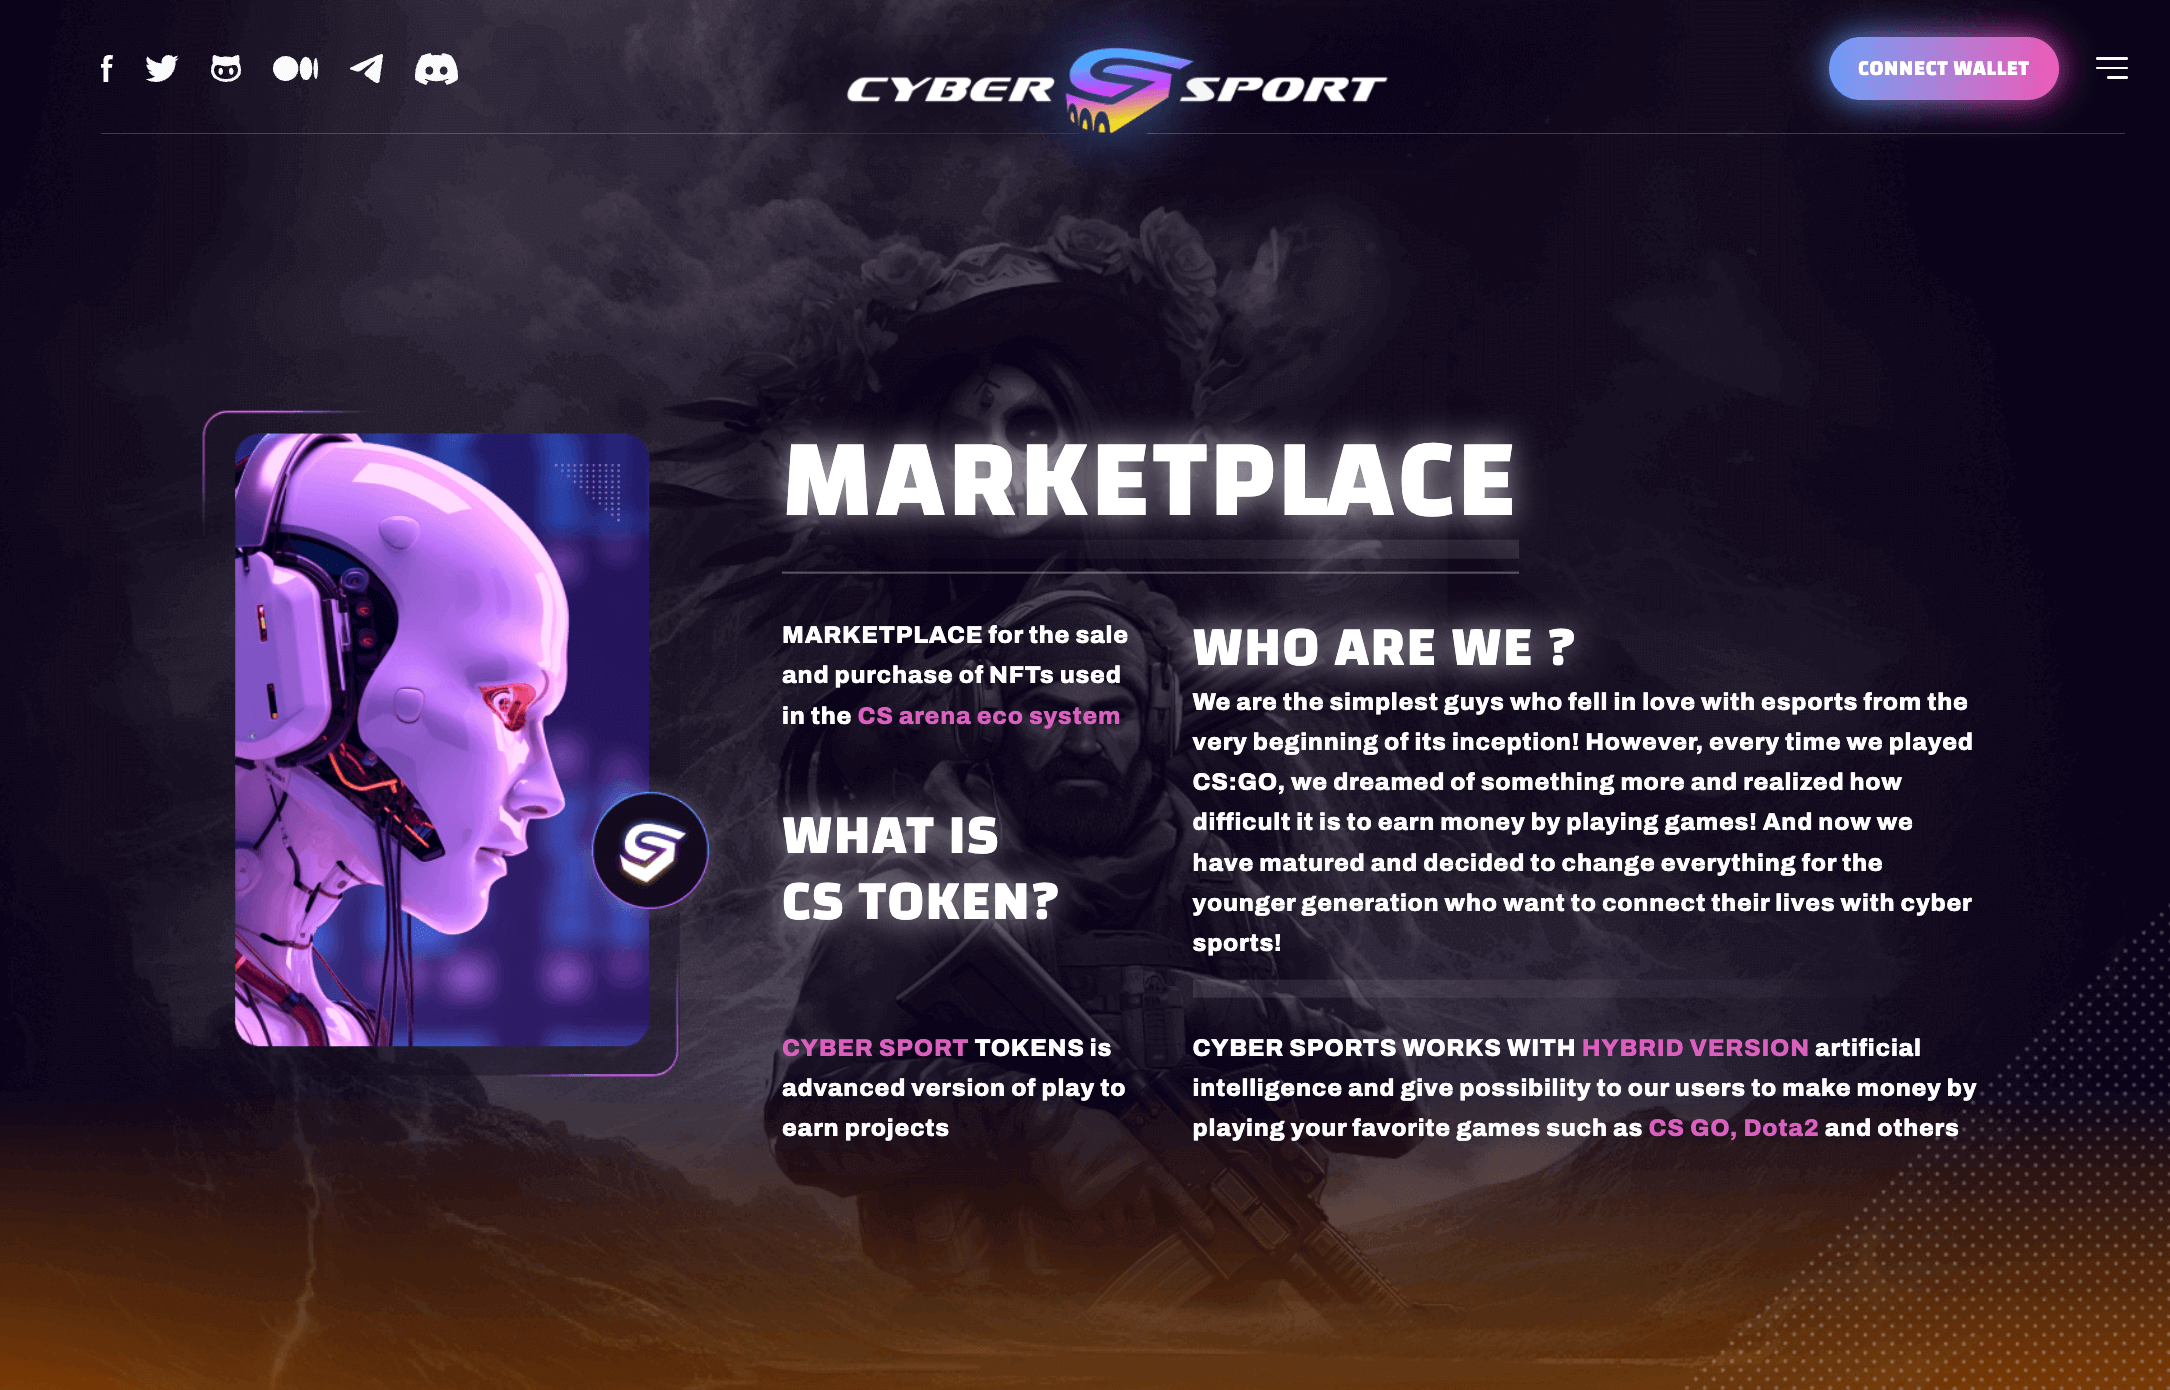 CYBER SPORT
CONNECT WALLET
MARKETPLACE
MARKETPLACE for the sale
and purchase of NFTs used
in the CS arena eco system
WHAT IS
CS TOKEN?
CYBER SPORT TOKENS is
advanced version of play to
earn projects
WHO ARE WE ?
We are the simplest guys who fell in love with esports from the
very beginning of its inception! However, every time we played
CS:GO, we dreamed of something more and realized how
difficult it is to earn money by playing games! And now we
have matured and decided to change everything for the
younger generation who want to connect their lives with cyber
sports!
CYBER SPORTS WORKS WITH HYBRID VERSION artificial
intelligence and give possibility to our users to make money by
playing your favorite games such as CS GO, Dota2 and others